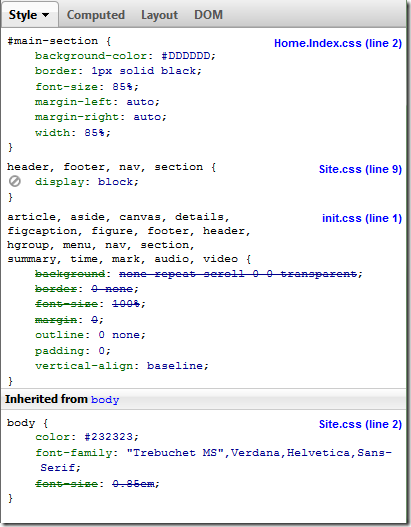 Style ▼ Computed Layout DOM
#main-section { Home.Index.css (line 2)
background-color: #DDDDDD;
border: 1px solid black;
font-size: 85%;
margin-left: auto;
margin-right: auto;
width: 85%;
}
header, footer, nav, section { Site.css (line 9)
display: block;
}
article, aside, canvas, details, init.css (line 1)
figcaption, figure, footer, header,
hgroup, menu, nav, section,
summary, time, mark, audio, video {
background: none repeat scroll 0 0 transparent;
border: 0 none;
font-size: 100%;
margin: 0;
outline: 0 none;
padding: 0;
vertical-align: baseline;
}
Inherited from body
body { Site.css (line 2)
color: #232323;
font-family: "Trebuchet MS",Verdana,Helvetica,Sans-
Serif;
font-size: 0.85em;
}